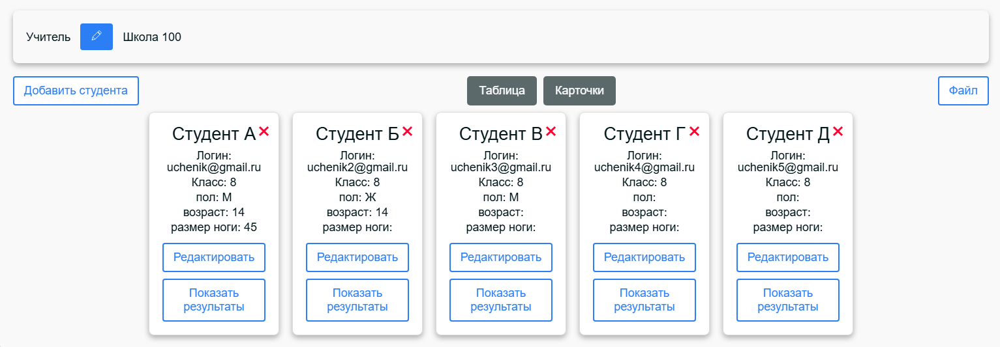 Учитель
Школа 100
Добавить студента
Таблица
Карточки
Файл
Студент А
Логин:
uchenik@gmail.ru
Класс: 8
пол: М
возраст: 14
размер ноги: 45
Редактировать
Показать
результаты
Студент Б
Логин:
uchenik2@gmail.ru
Класс: 8
пол: Ж
возраст: 14
размер ноги:
Редактировать
Показать
результаты
Студент В
Логин:
uchenik3@gmail.ru
Класс: 8
пол: М
возраст:
размер ноги:
Редактировать
Показать
результаты
Студент Г
Логин:
uchenik4@gmail.ru
Класс: 8
пол:
возраст:
размер ноги:
Редактировать
Показать
результаты
Студент Д
Логин:
uchenik5@gmail.ru
Класс: 8
пол:
возраст:
размер ноги:
Редактировать
Показать
результаты